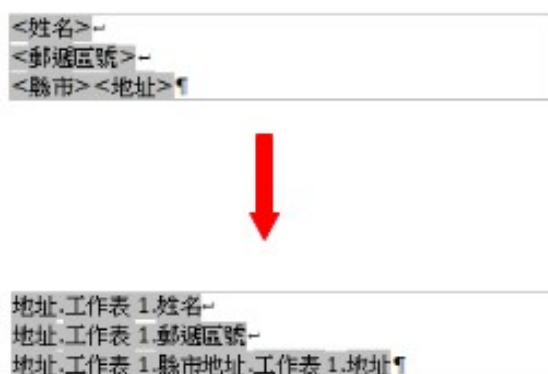 <姓名>↵
<郵遞區號>↵
<縣市><地址>¶
地址.工作表 1.姓名↵
地址.工作表 1.郵遞區號↵
地址.工作表 1.縣市地址.工作表 1.地址¶